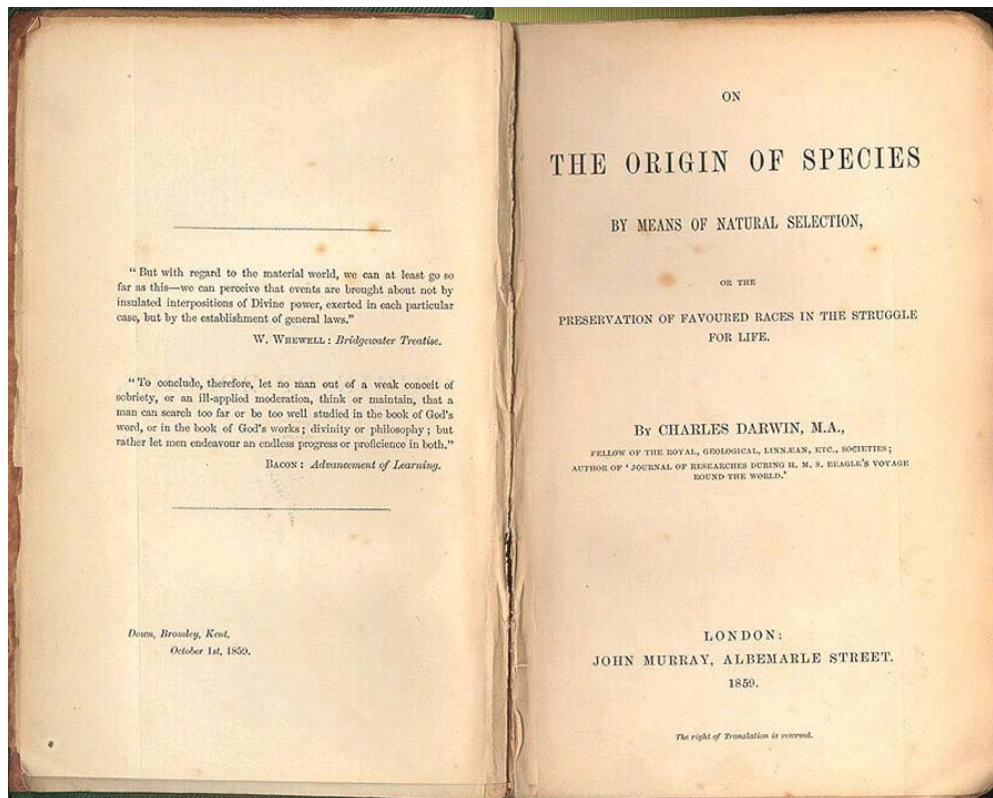 “But with regard to the material world, we can at least go so
far as this—we can perceive that events are brought about not by
insulated interpositions of Divine power, exerted in each particular
case, but by the establishment of general laws.”
W. WHEWELL: Bridgewater Treatise.
“To conclude, therefore, let no man out of a weak conceit of
sobriety, or an ill-applied moderation, think or maintain, that a
man can search too far or be too well studied in the book of God's
word, or in the book of God's works; divinity or philosophy; but
rather let men endeavour an endless progress or proficience in both.”
BACON: Advancement of Learning.
Down, Bromley, Kent,
October 1st, 1859.
ON
THE ORIGIN OF SPECIES
BY MEANS OF NATURAL SELECTION,
OR THE
PRESERVATION OF FAVOURED RACES IN THE STRUGGLE
FOR LIFE.
BY CHARLES DARWIN, M.A.,
FELLOW OF THE ROYAL, GEOLOGICAL, LINNÆAN, ETC., SOCIETIES;
AUTHOR OF ‘JOURNAL OF RESEARCHES DURING H. M. S. BEAGLE'S VOYAGE
ROUND THE WORLD.’
LONDON:
JOHN MURRAY, ALBEMARLE STREET.
1859.
The right of Translation is reserved.